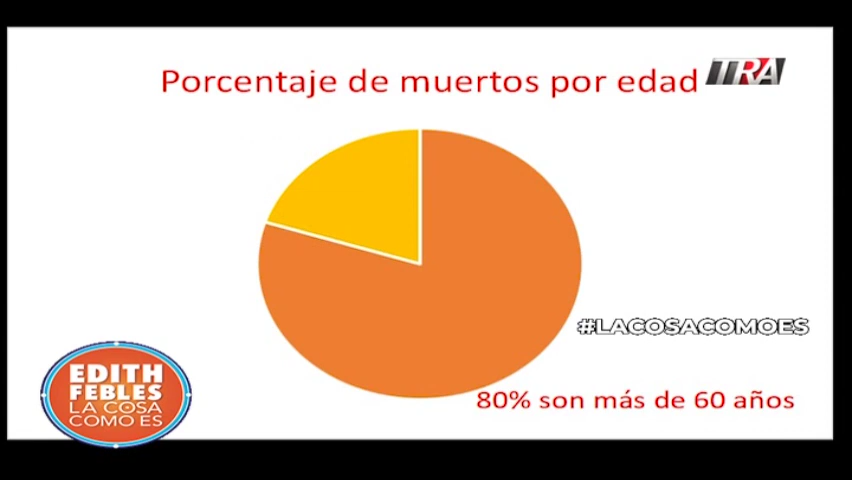 Porcentaje de muertos por edad
TRA
#LACOSACOMOES
80% son más de 60 años
EDITH
FEBLES
LA COSA
COMO ES